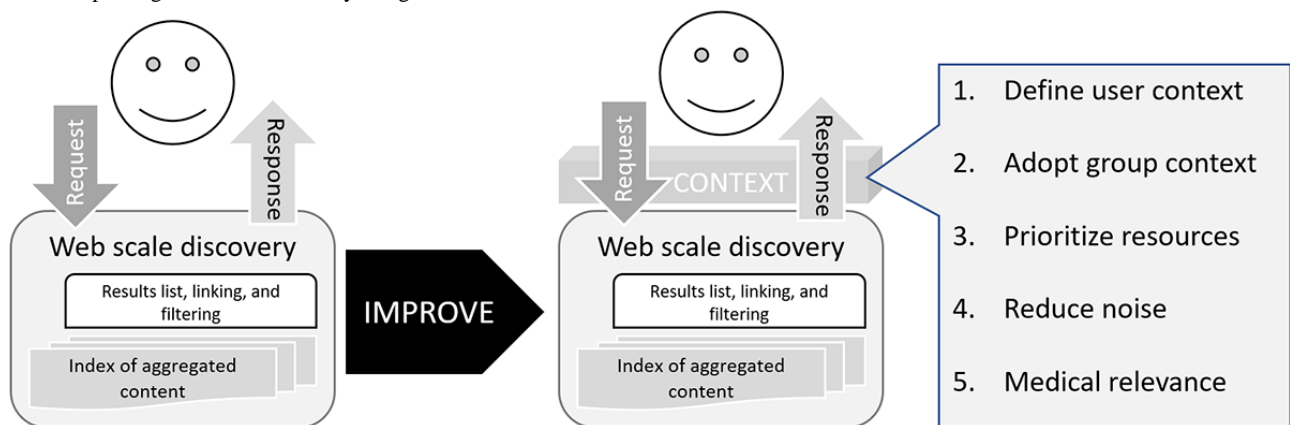 Request
Response
Web scale discovery
Results list, linking, and
filtering
Index of aggregated
content
IMPROVE
Request
CONTEXT
Response
Web scale discovery
Results list, linking, and
filtering
Index of aggregated
content
1. Define user context
2. Adopt group context
3. Prioritize resources
4. Reduce noise
5. Medical relevance